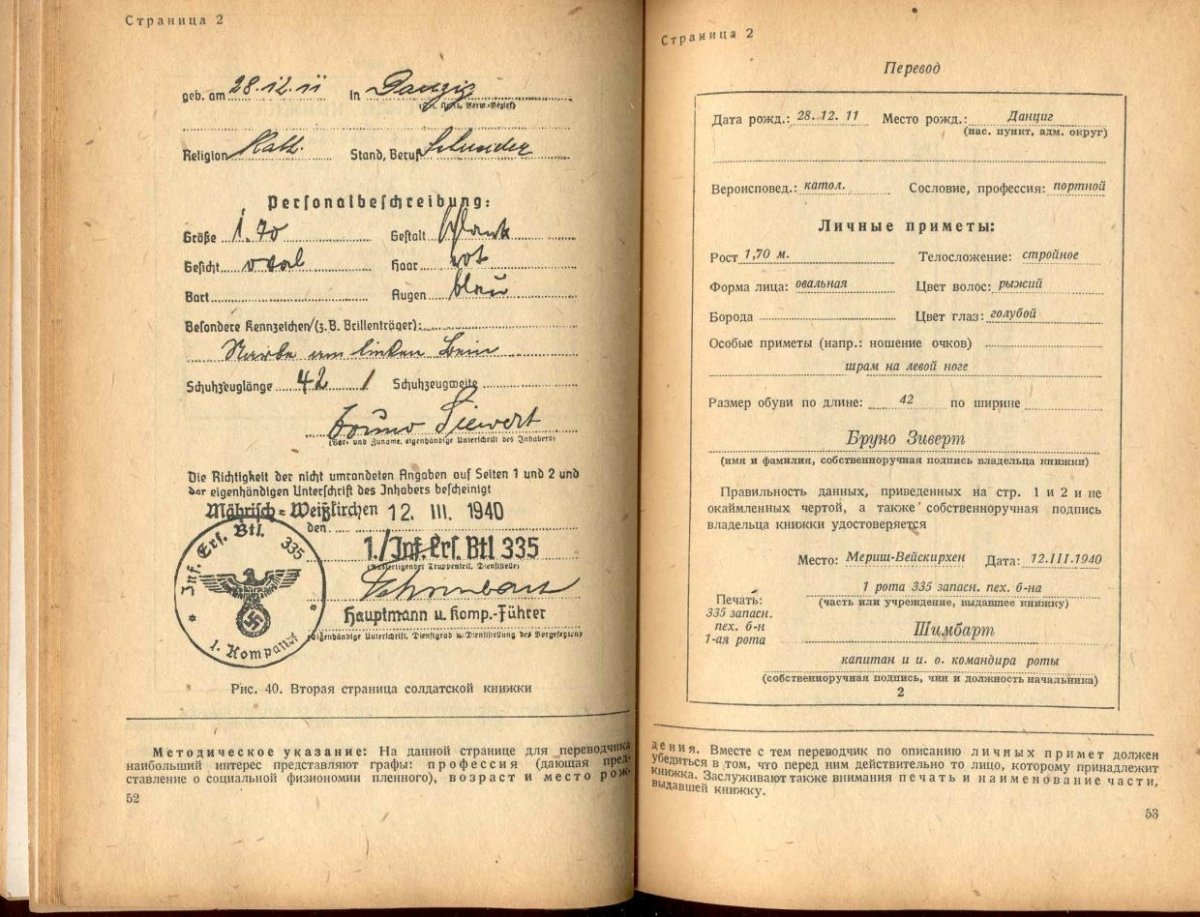 Страница 2
geb. am 28.12.11 in Danzig
(Ort, Kreis, Verw.-Bezirk)
Religion Kath. Stand, Beruf Schneider
Personalbeschreibung:
Größe 1.70 Gestalt schlank
Gesicht oval Haar rot
Bart Augen blau
Besondere Kennzeichen (z.B. Brillenträger):
Narbe am linken Bein
Schuhzeuglänge 42 Schuhzeugweite
Bruno Siewert
(Vor- und Zuname, eigenhändige Unterschrift des Inhabers)
Die Richtigkeit der nicht umrandeten Angaben auf Seiten 1 und 2 und
der eigenhändigen Unterschrift des Inhabers bescheinigt
Mährisch-Weißkirchen 12. III. 1940
den
1./Inf. Ers. Btl 335
(Ausfertigender Truppenteil, Dienststelle)
Hauptmann u. Komp.-Führer
(Eigenhändige Unterschrift, Dienstgrad u. Dienststellung des Vorgesetzten)
Inf. Ers. Btl. 335
* 1. Kompanie *
Рис. 40. Вторая страница солдатской книжки
Методическое указание: На данной странице для переводчика
наибольший интерес представляют графы: профессия (дающая пред-
ставление о социальной физиономии пленного), возраст и место рож-
52
Страница 2
Перевод
Дата рожд.: 28. 12. 11 Место рожд.: Данциг
(нас. пункт, адм. округ)
Вероисповед.: катол. Сословие, профессия: портной
Личные приметы:
Рост 1,70 м. Телосложение: стройное
Форма лица: овальная Цвет волос: рыжий
Борода Цвет глаз: голубой
Особые приметы (напр.: ношение очков)
шрам на левой ноге
Размер обуви по длине: 42 по ширине
Бруно Зиверт
(имя и фамилия, собственноручная подпись владельца книжки)
Правильность данных, приведенных на стр. 1 и 2 и не
окаймленных чертой, а также собственноручная подпись
владельца книжки удостоверяется
Место: Мериш-Вейскирхен Дата: 12.III.1940
1 рота 335 запасн. пех. б-на
(часть или учреждение, выдавшее книжку)
Печать:
335 запасн.
пех. б-н
1-ая рота
Шимбарт
капитан и и. о. командира роты
(собственноручная подпись, чин и должность начальника)
2
дения. Вместе с тем переводчик по описанию личных примет должен
убедиться в том, что перед ним действительно то лицо, которому принадлежит
книжка. Заслуживают также внимания печать и наименование части,
выдавшей книжку.
53